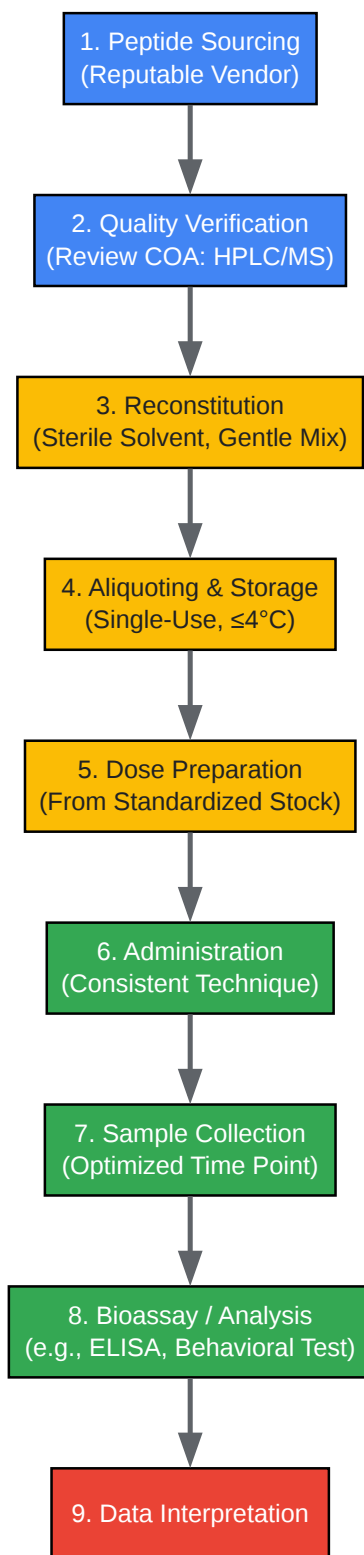 1. Peptide Sourcing
(Reputable Vendor)
2. Quality Verification
(Review COA: HPLC/MS)
3. Reconstitution
(Sterile Solvent, Gentle Mix)
4. Aliquoting & Storage
(Single-Use, ≤4°C)
5. Dose Preparation
(From Standardized Stock)
6. Administration
(Consistent Technique)
7. Sample Collection
(Optimized Time Point)
8. Bioassay / Analysis
(e.g., ELISA, Behavioral Test)
9. Data Interpretation